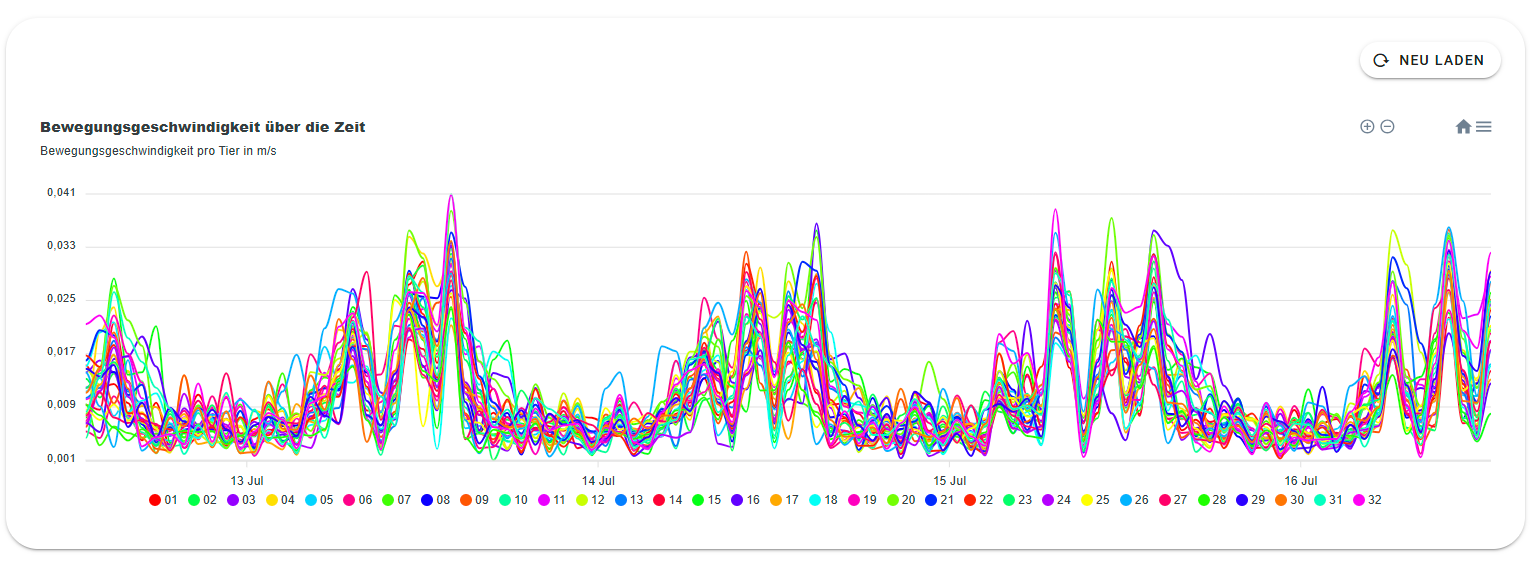 NEU LADEN
Bewegungsgeschwindigkeit über die Zeit
Bewegungsgeschwindigkeit pro Tier in m/s
0,041
0,033
0,025
0,017
0,009
0,001
13 Jul 14 Jul 15 Jul 16 Jul
01 02 03 04 05 06 07 08 09 10 11 12 13 14 15 16 17 18 19 20 21 22 23 24 25 26 27 28 29 30 31 32